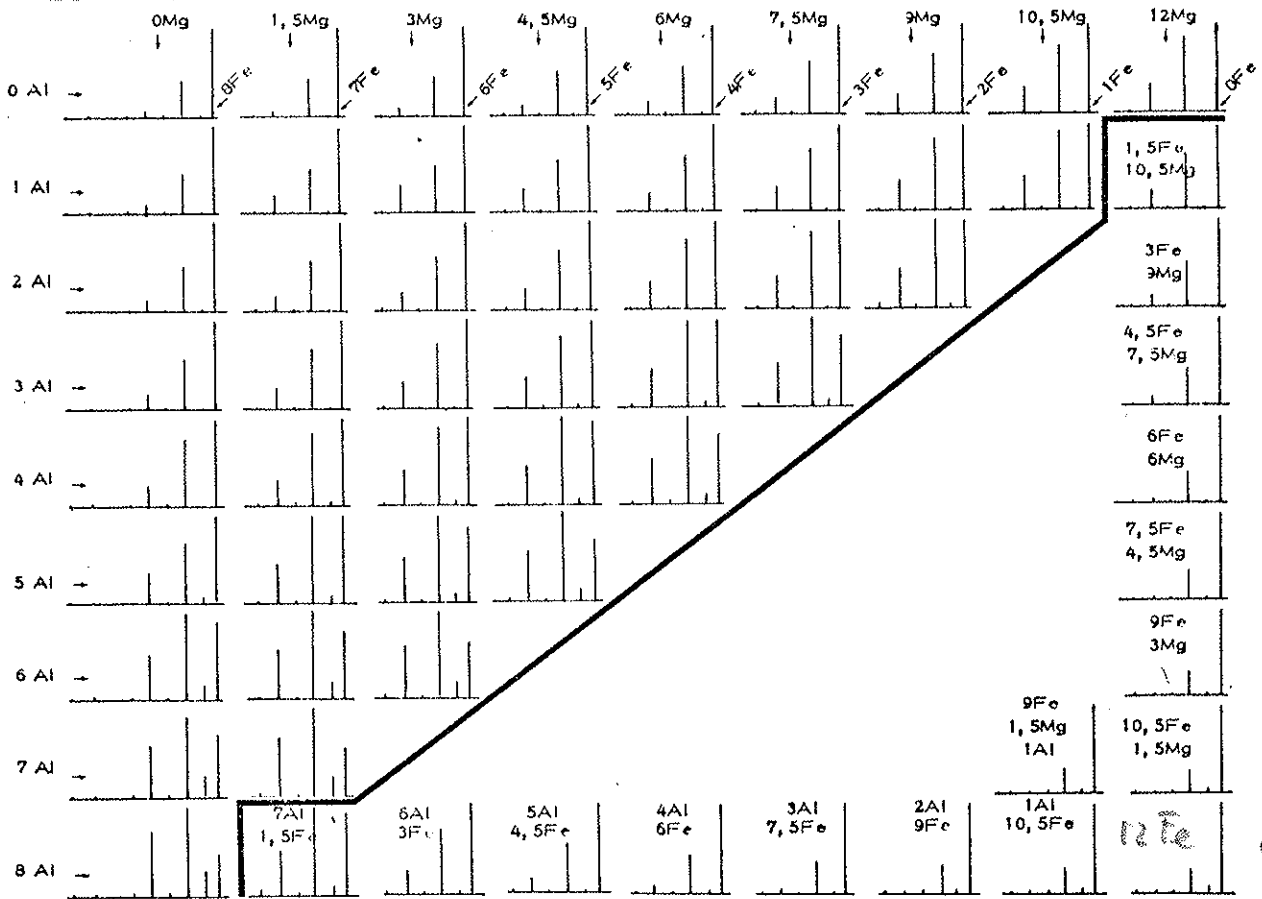 0Mg 1,5Mg 3Mg 4,5Mg 6Mg 7,5Mg 9Mg 10,5Mg 12Mg
8Fe 7Fe 6Fe 5Fe 4Fe 3Fe 2Fe 1Fe 0Fe
0 Al
1 Al
1,5Fe
10,5Mg
2 Al
3Fe
9Mg
3 Al
4,5Fe
7,5Mg
4 Al
6Fe
6Mg
5 Al
7,5Fe
4,5Mg
6 Al
9Fe
3Mg
7 Al
9Fe
1,5Mg
1Al
10,5Fe
1,5Mg
8 Al
7Al
1,5Fe
6Al
3Fe
5Al
4,5Fe
4Al
6Fe
3Al
7,5Fe
2Al
9Fe
1Al
10,5Fe
12 Fe